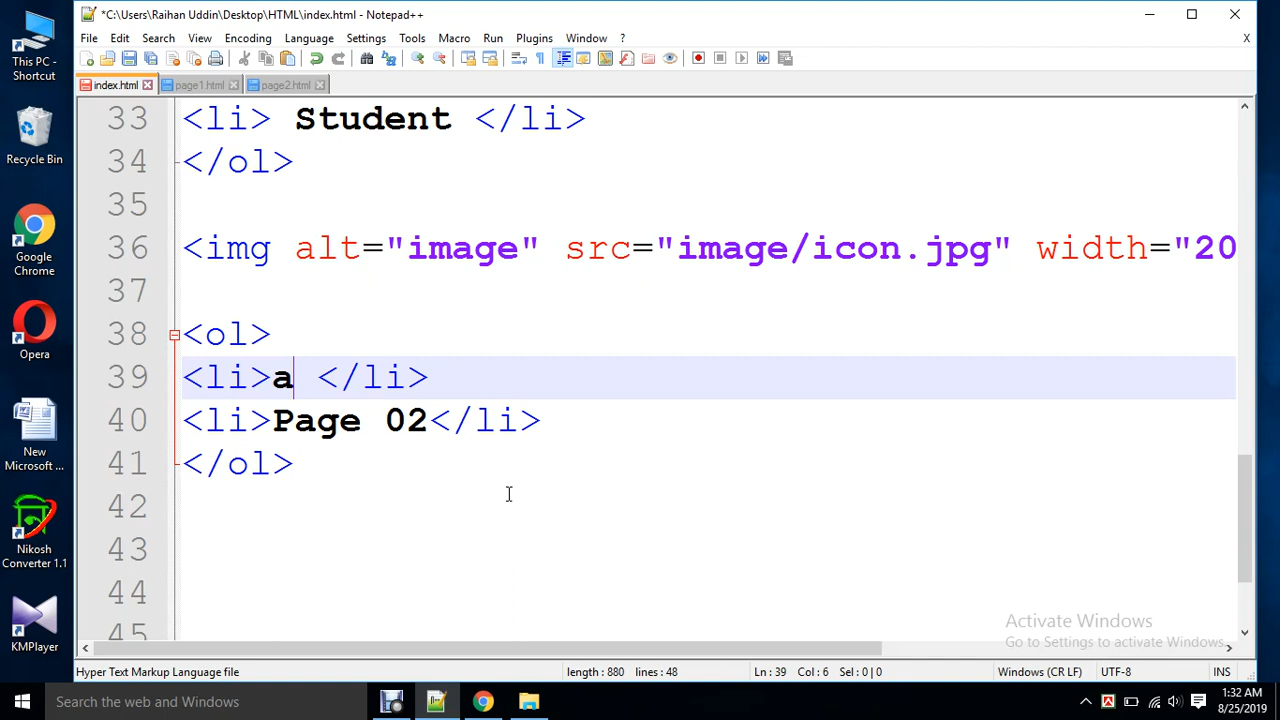 *C:\Users\Raihan Uddin\Desktop\HTML\index.html - Notepad++
File Edit Search View Encoding Language Settings Tools Macro Run Plugins Window ? X
index.html page1.html page2.html
33 <li> Student </li>
34 </ol>
35
36 <img alt="image" src="image/icon.jpg" width="20
37
38 <ol>
39 <li>a </li>
40 <li>Page 02</li>
41 </ol>
42
43
44
45
This PC -
Shortcut
Recycle Bin
Google
Chrome
Opera
New
Microsoft ...
Nikosh
Converter 1.1
KMPlayer
Activate Windows
Go to Settings to activate Windows.
Hyper Text Markup Language file length : 880 lines : 48 Ln : 39 Col : 6 Sel : 0 | 0 Windows (CR LF) UTF-8 INS
Search the web and Windows
1:32 AM
8/25/2019